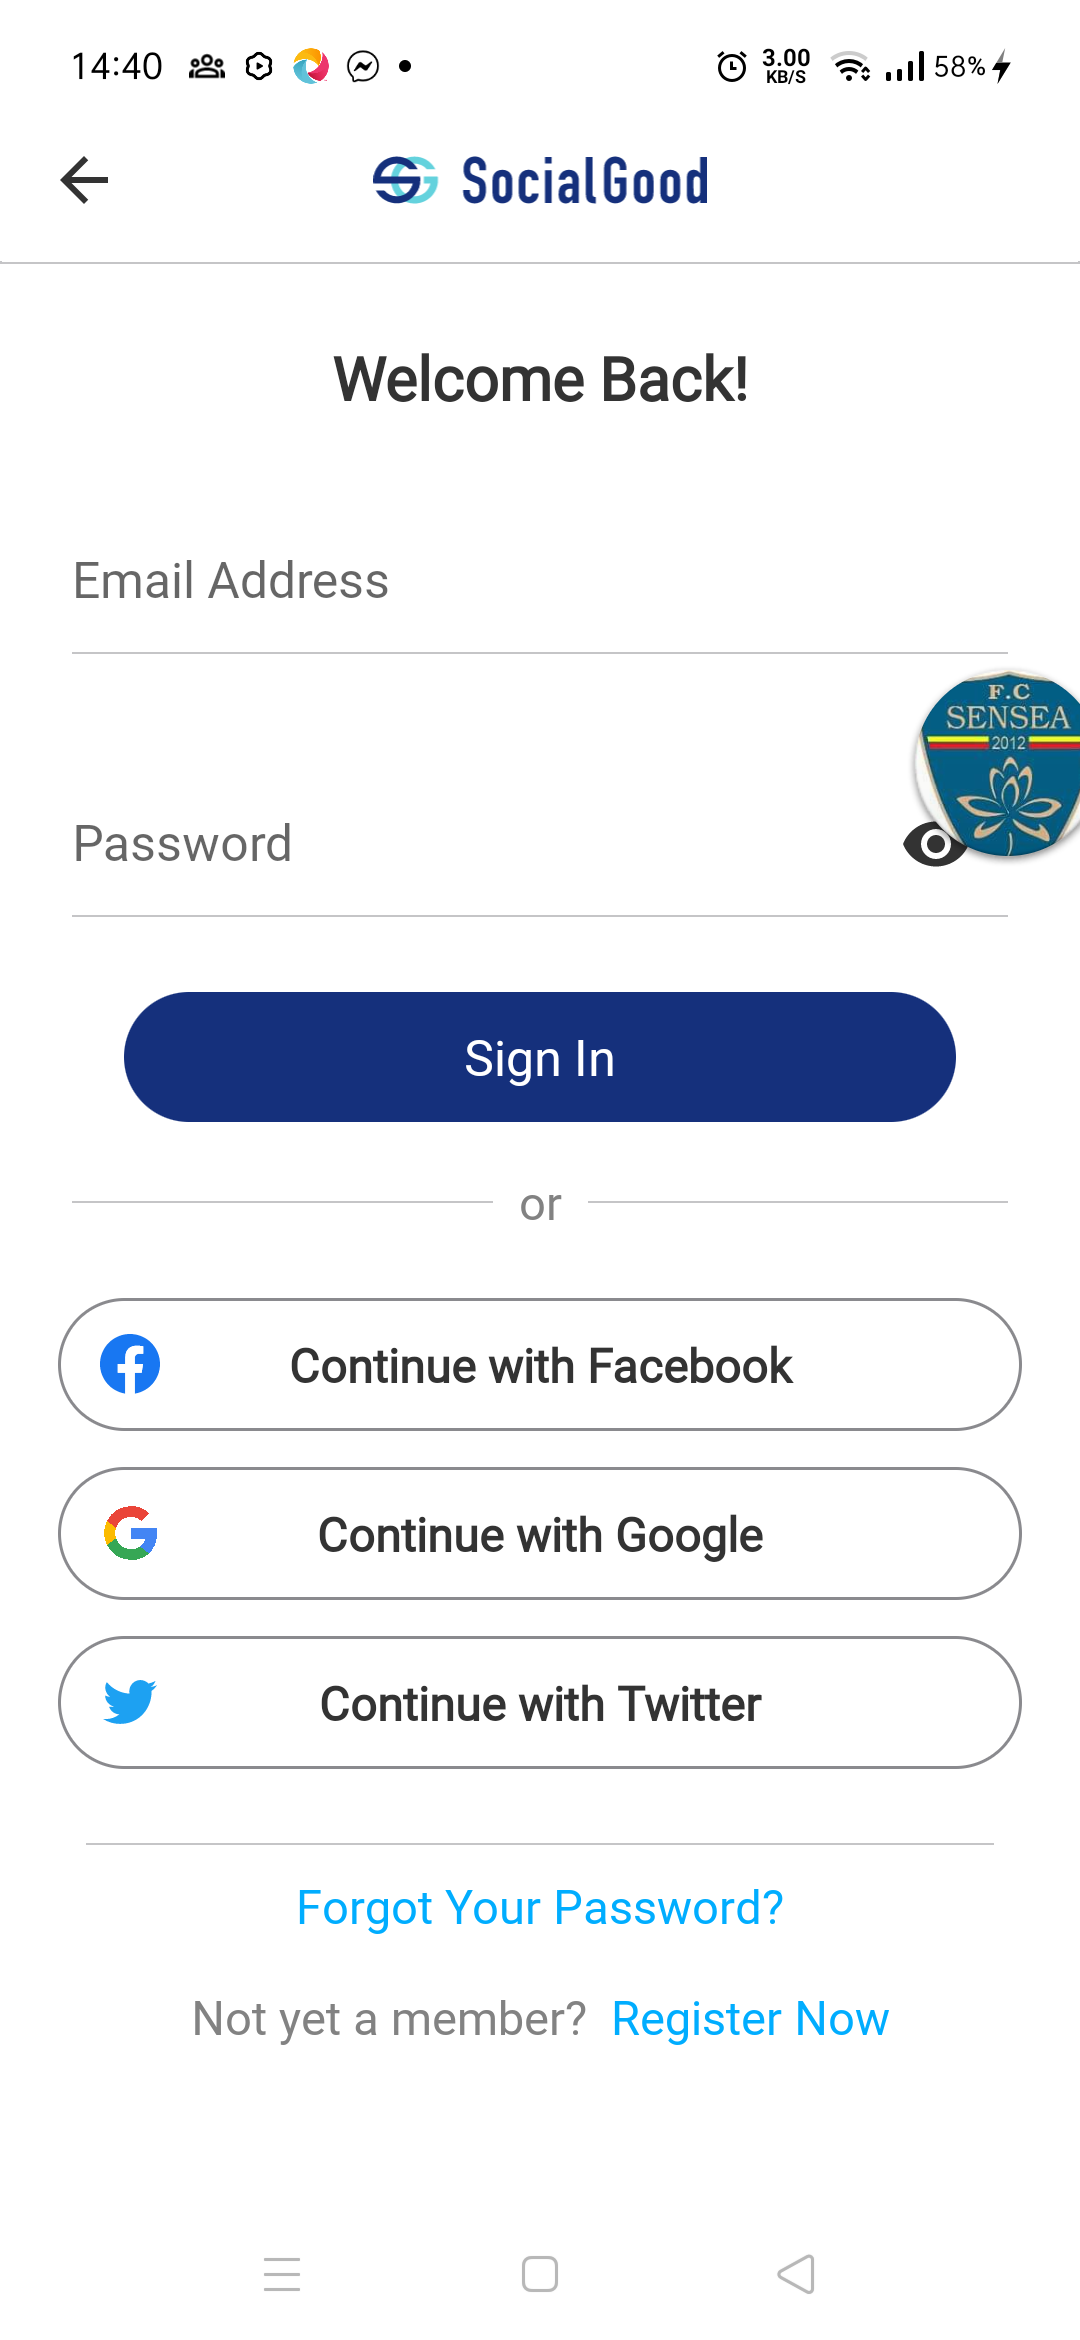 14:40
3.00
KB/S
58%
SocialGood
Welcome Back!
Email Address
F.C
SENSEA
2012
Password
Sign In
or
Continue with Facebook
Continue with Google
Continue with Twitter
Forgot Your Password?
Not yet a member? Register Now